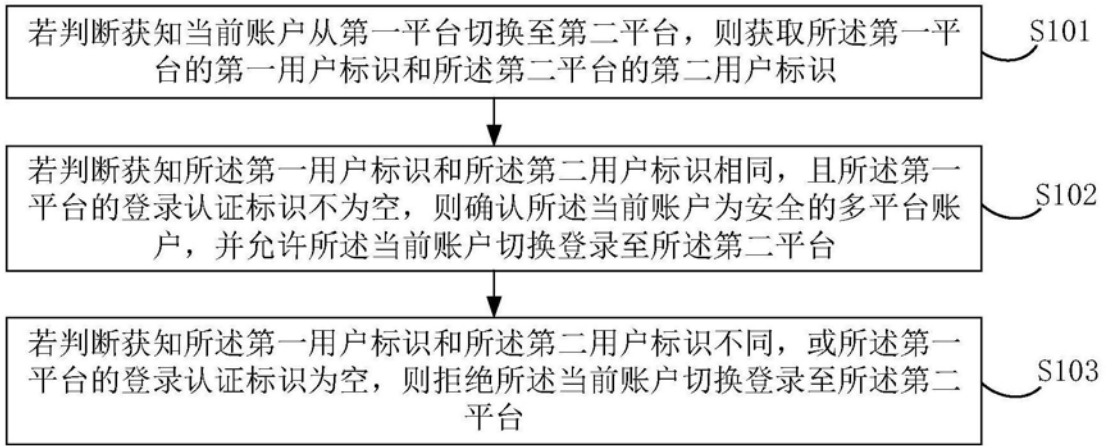 若判断获知当前账户从第一平台切换至第二平台，则获取所述第一平
台的第一用户标识和所述第二平台的第二用户标识
S101
若判断获知所述第一用户标识和所述第二用户标识相同，且所述第一
平台的登录认证标识不为空，则确认所述当前账户为安全的多平台账
户，并允许所述当前账户切换登录至所述第二平台
S102
若判断获知所述第一用户标识和所述第二用户标识不同，或所述第一
平台的登录认证标识为空，则拒绝所述当前账户切换登录至所述第二
平台
S103